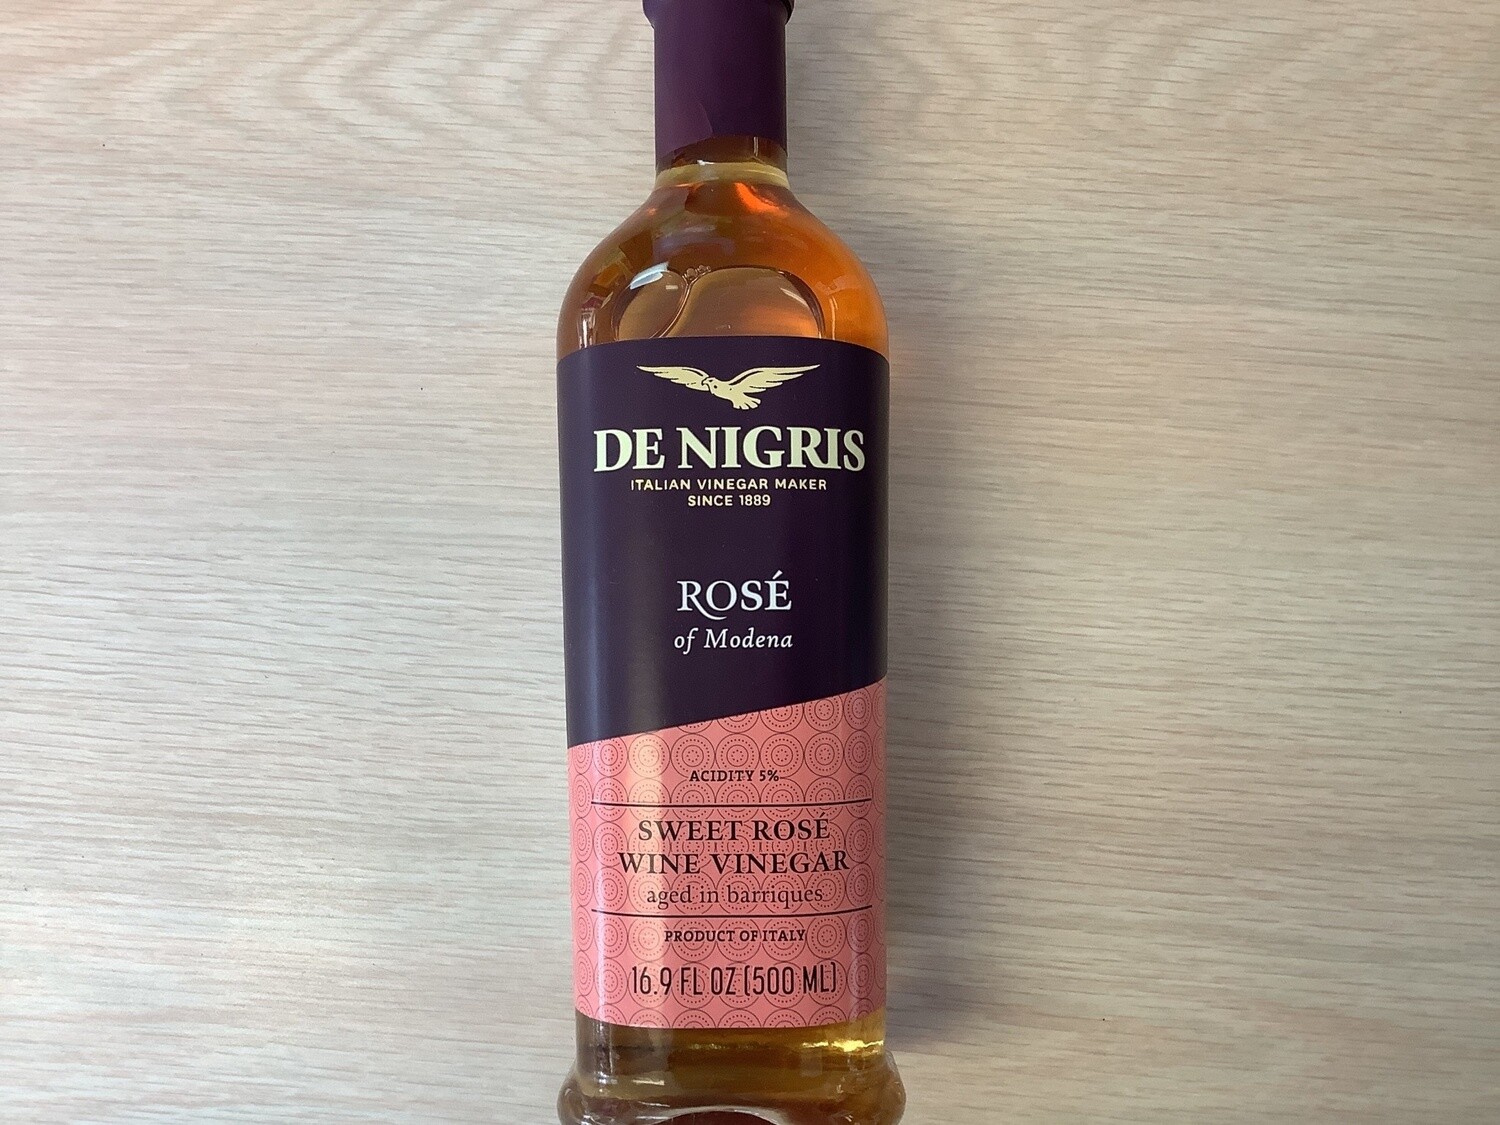 DE NIGRIS
ITALIAN VINEGAR MAKER
SINCE 1889
ROSÉ
of Modena
ACIDITY 5%
SWEET ROSÉ
WINE VINEGAR
aged in barriques
PRODUCT OF ITALY
16.9 FL OZ (500 ML)